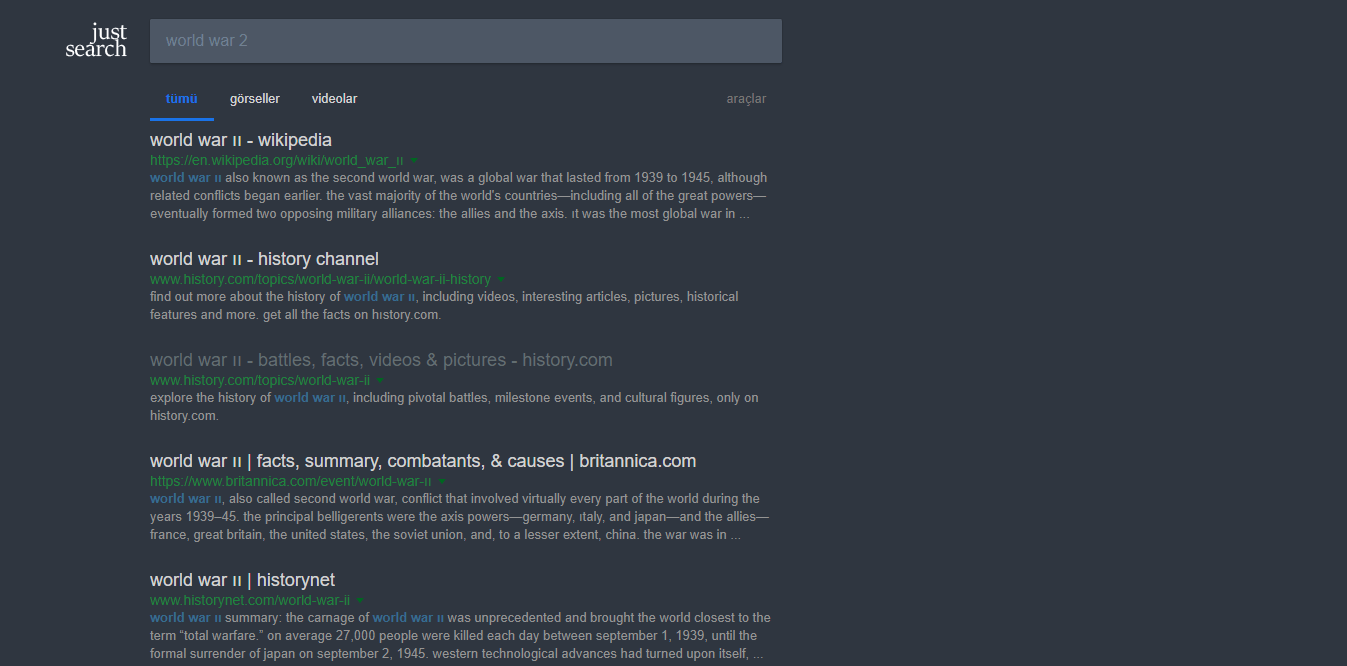 just
search
world war 2
tümü görseller videolar araçlar
world war ıı - wikipedia
https://en.wikipedia.org/wiki/world_war_ıı
world war ıı also known as the second world war, was a global war that lasted from 1939 to 1945, although
related conflicts began earlier. the vast majority of the world's countries—including all of the great powers—
eventually formed two opposing military alliances: the allies and the axis. ıt was the most global war in ...
world war ıı - history channel
www.history.com/topics/world-war-ii/world-war-ii-history
find out more about the history of world war ıı, including videos, interesting articles, pictures, historical
features and more. get all the facts on hıstory.com.
world war ıı - battles, facts, videos & pictures - history.com
www.history.com/topics/world-war-ii
explore the history of world war ıı, including pivotal battles, milestone events, and cultural figures, only on
history.com.
world war ıı | facts, summary, combatants, & causes | britannica.com
https://www.britannica.com/event/world-war-ıı
world war ıı, also called second world war, conflict that involved virtually every part of the world during the
years 1939–45. the principal belligerents were the axis powers—germany, ıtaly, and japan—and the allies—
france, great britain, the united states, the soviet union, and, to a lesser extent, china. the war was in ...
world war ıı | historynet
www.historynet.com/world-war-ii
world war ıı summary: the carnage of world war ıı was unprecedented and brought the world closest to the
term “total warfare.” on average 27,000 people were killed each day between september 1, 1939, until the
formal surrender of japan on september 2, 1945. western technological advances had turned upon itself, ...